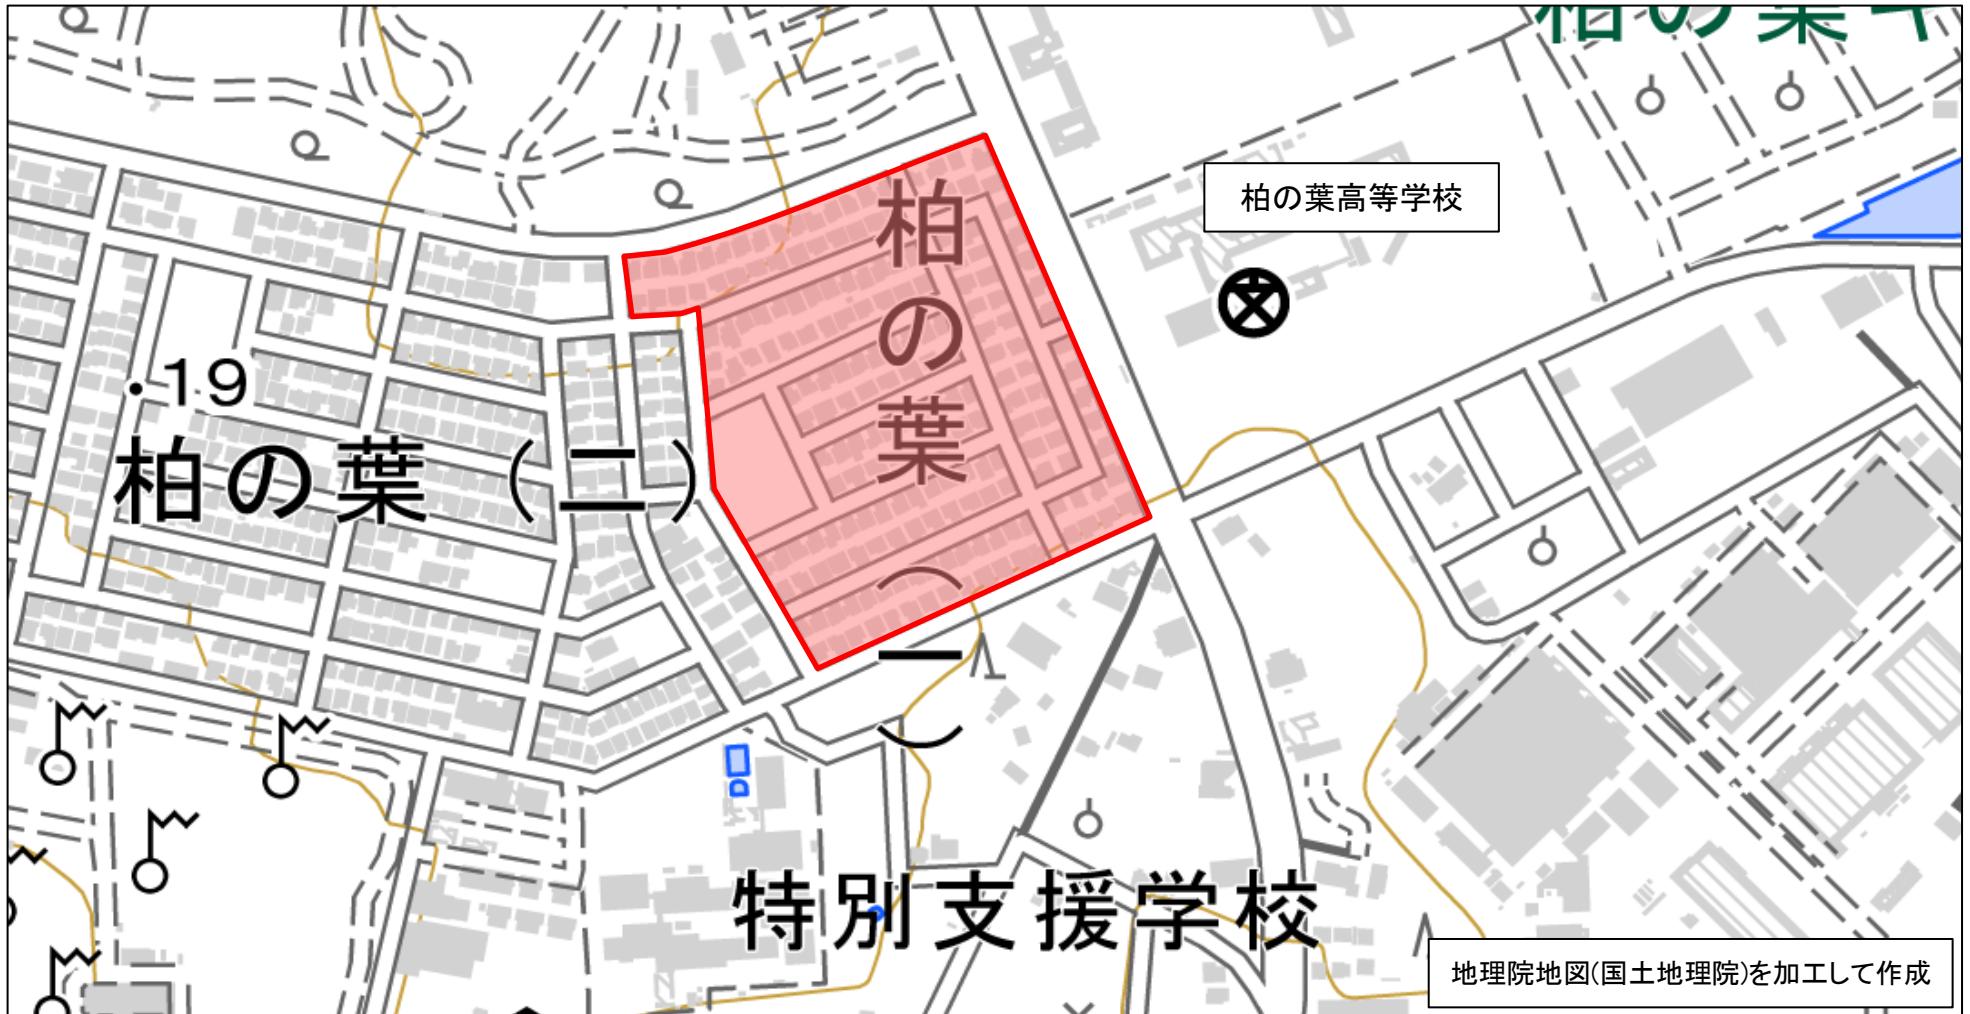 柏の葉キ
柏の葉高等学校
柏の葉(一)
19
柏の葉(二)
特別支援学校
地理院地図(国土地理院)を加工して作成